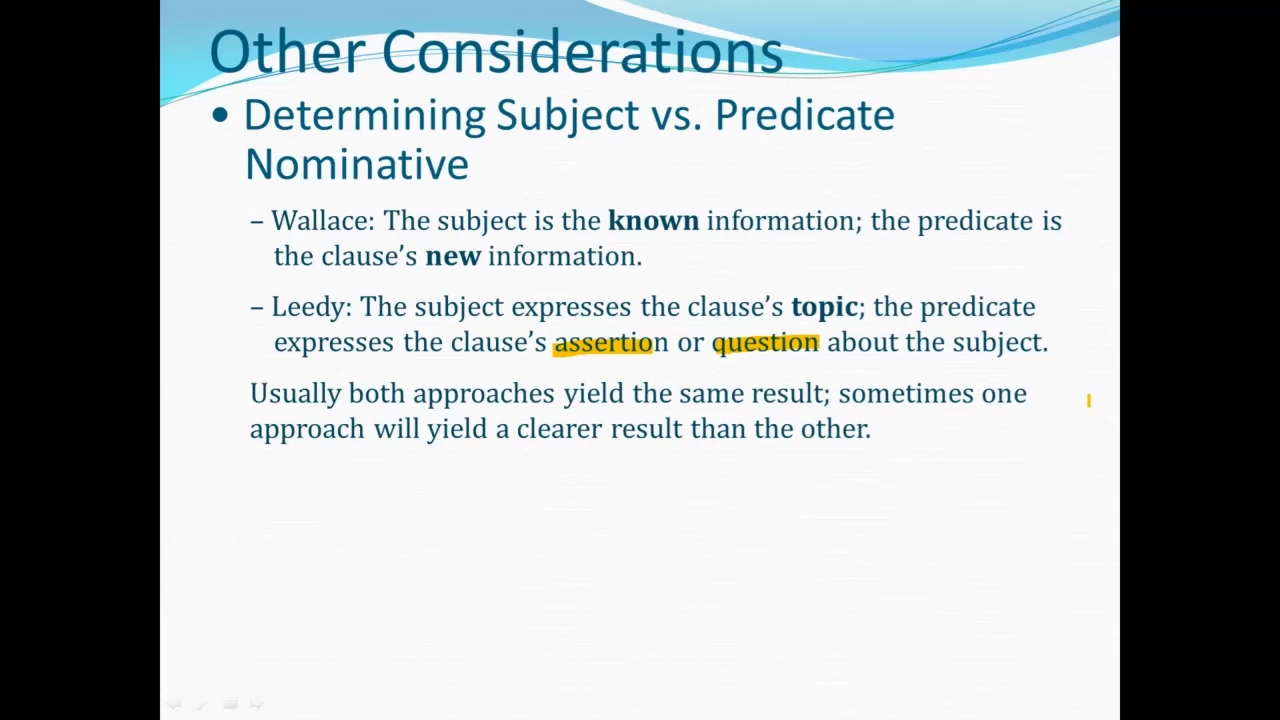 Other Considerations
• Determining Subject vs. Predicate
Nominative
– Wallace: The subject is the known information; the predicate is
the clause’s new information.
– Leedy: The subject expresses the clause’s topic; the predicate
expresses the clause’s assertion or question about the subject.
Usually both approaches yield the same result; sometimes one
approach will yield a clearer result than the other.